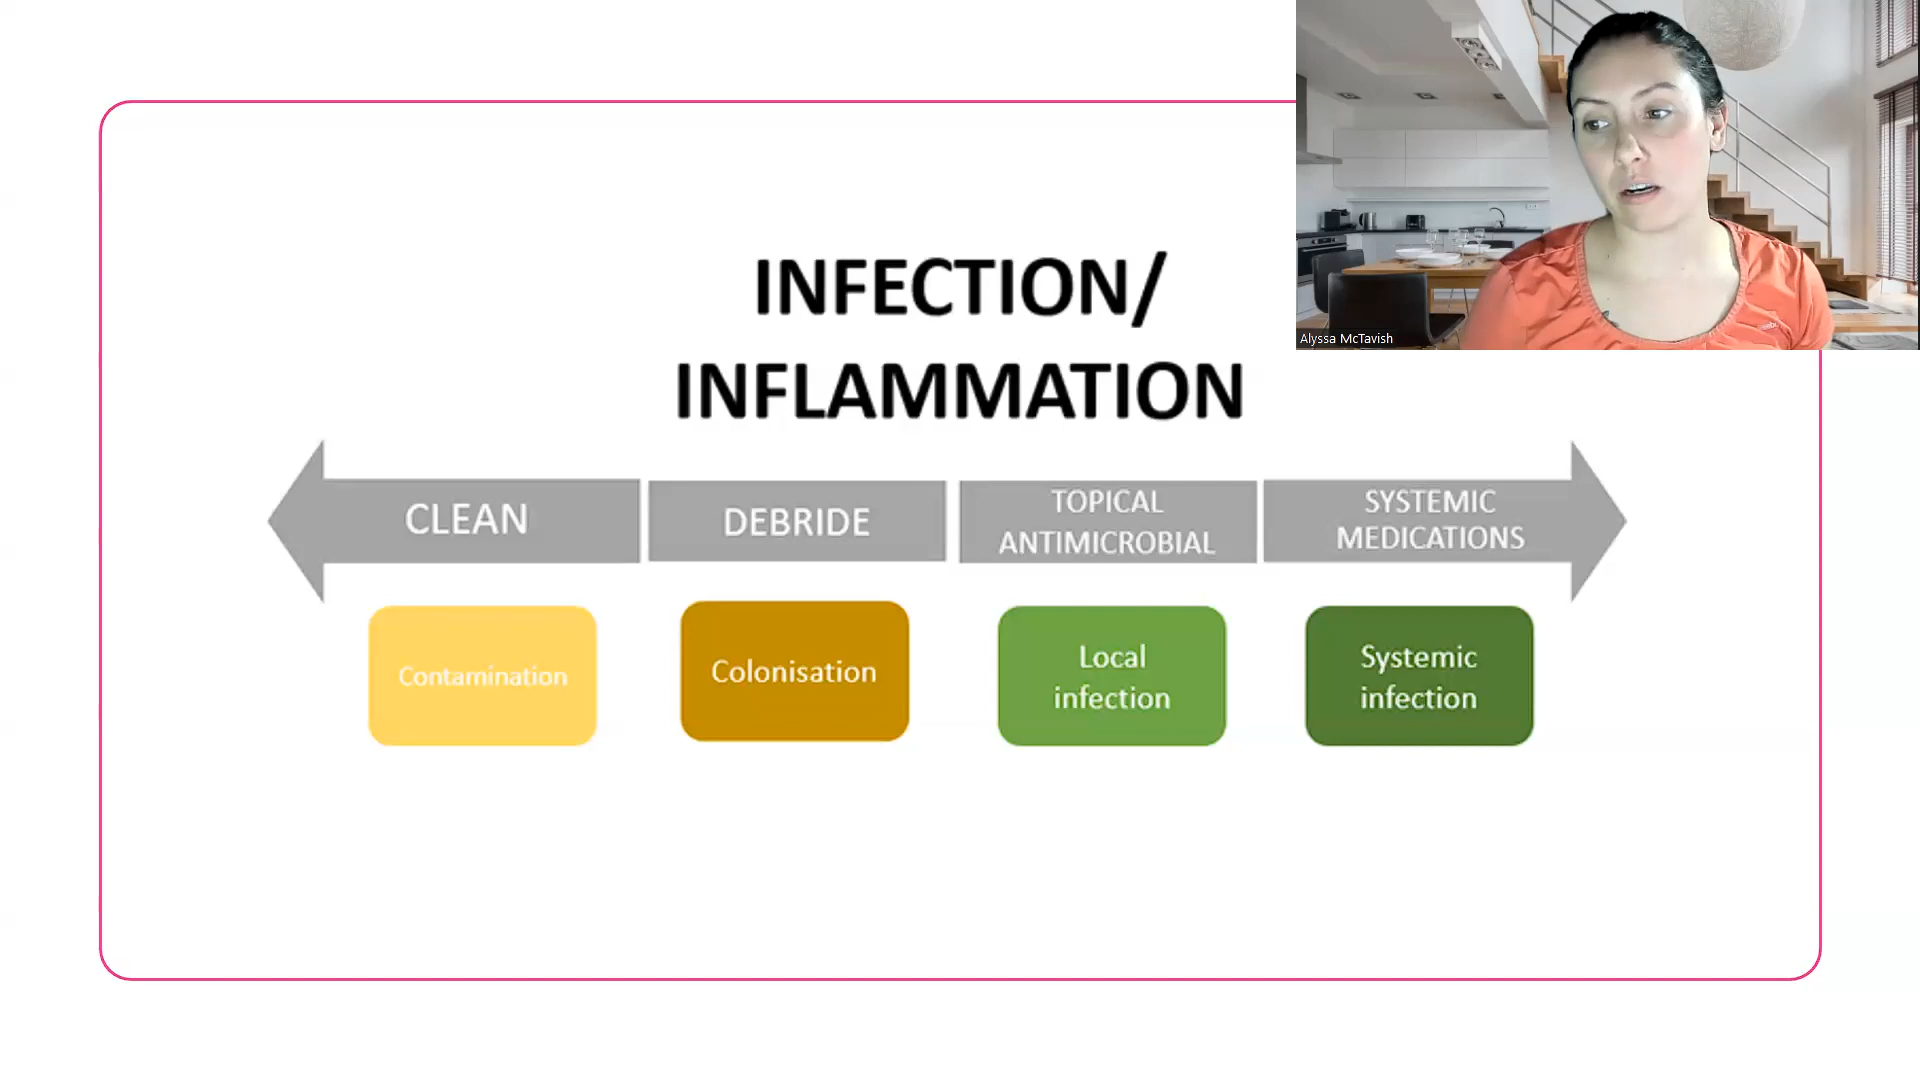 INFECTION/
INFLAMMATION
CLEAN
DEBRIDE
TOPICAL
ANTIMICROBIAL
SYSTEMIC
MEDICATIONS
Contamination
Colonisation
Local
infection
Systemic
infection
Alyssa McTavish